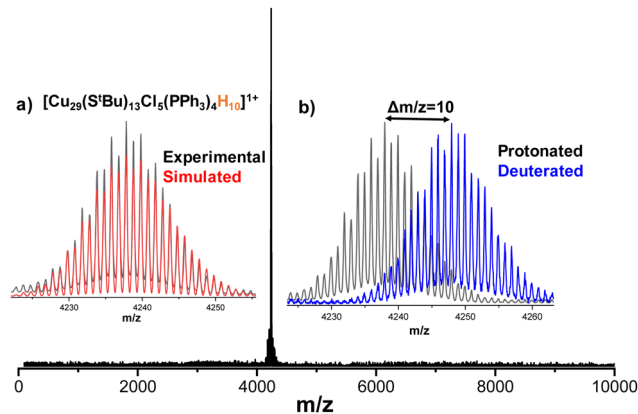 a) [Cu₂₉(SᵗBu)₁₃Cl₅(PPh₃)₄H₁₀]¹⁺
b) Δm/z=10
Experimental
Simulated
Protonated
Deuterated
4230 4240 4250
m/z
4230 4240 4250 4260
m/z
0 2000 4000 6000 8000 10000
m/z